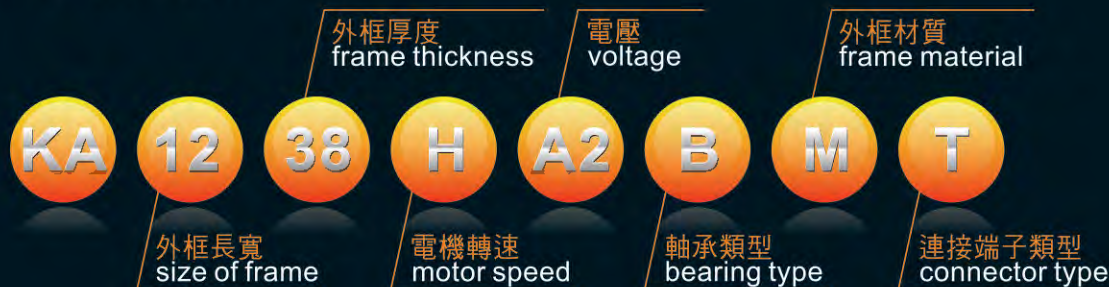 外框厚度
frame thickness
電壓
voltage
外框材質
frame material
KA 12 38 H A2 B M T
外框長寬
size of frame
電機轉速
motor speed
軸承類型
bearing type
連接端子類型
connector type